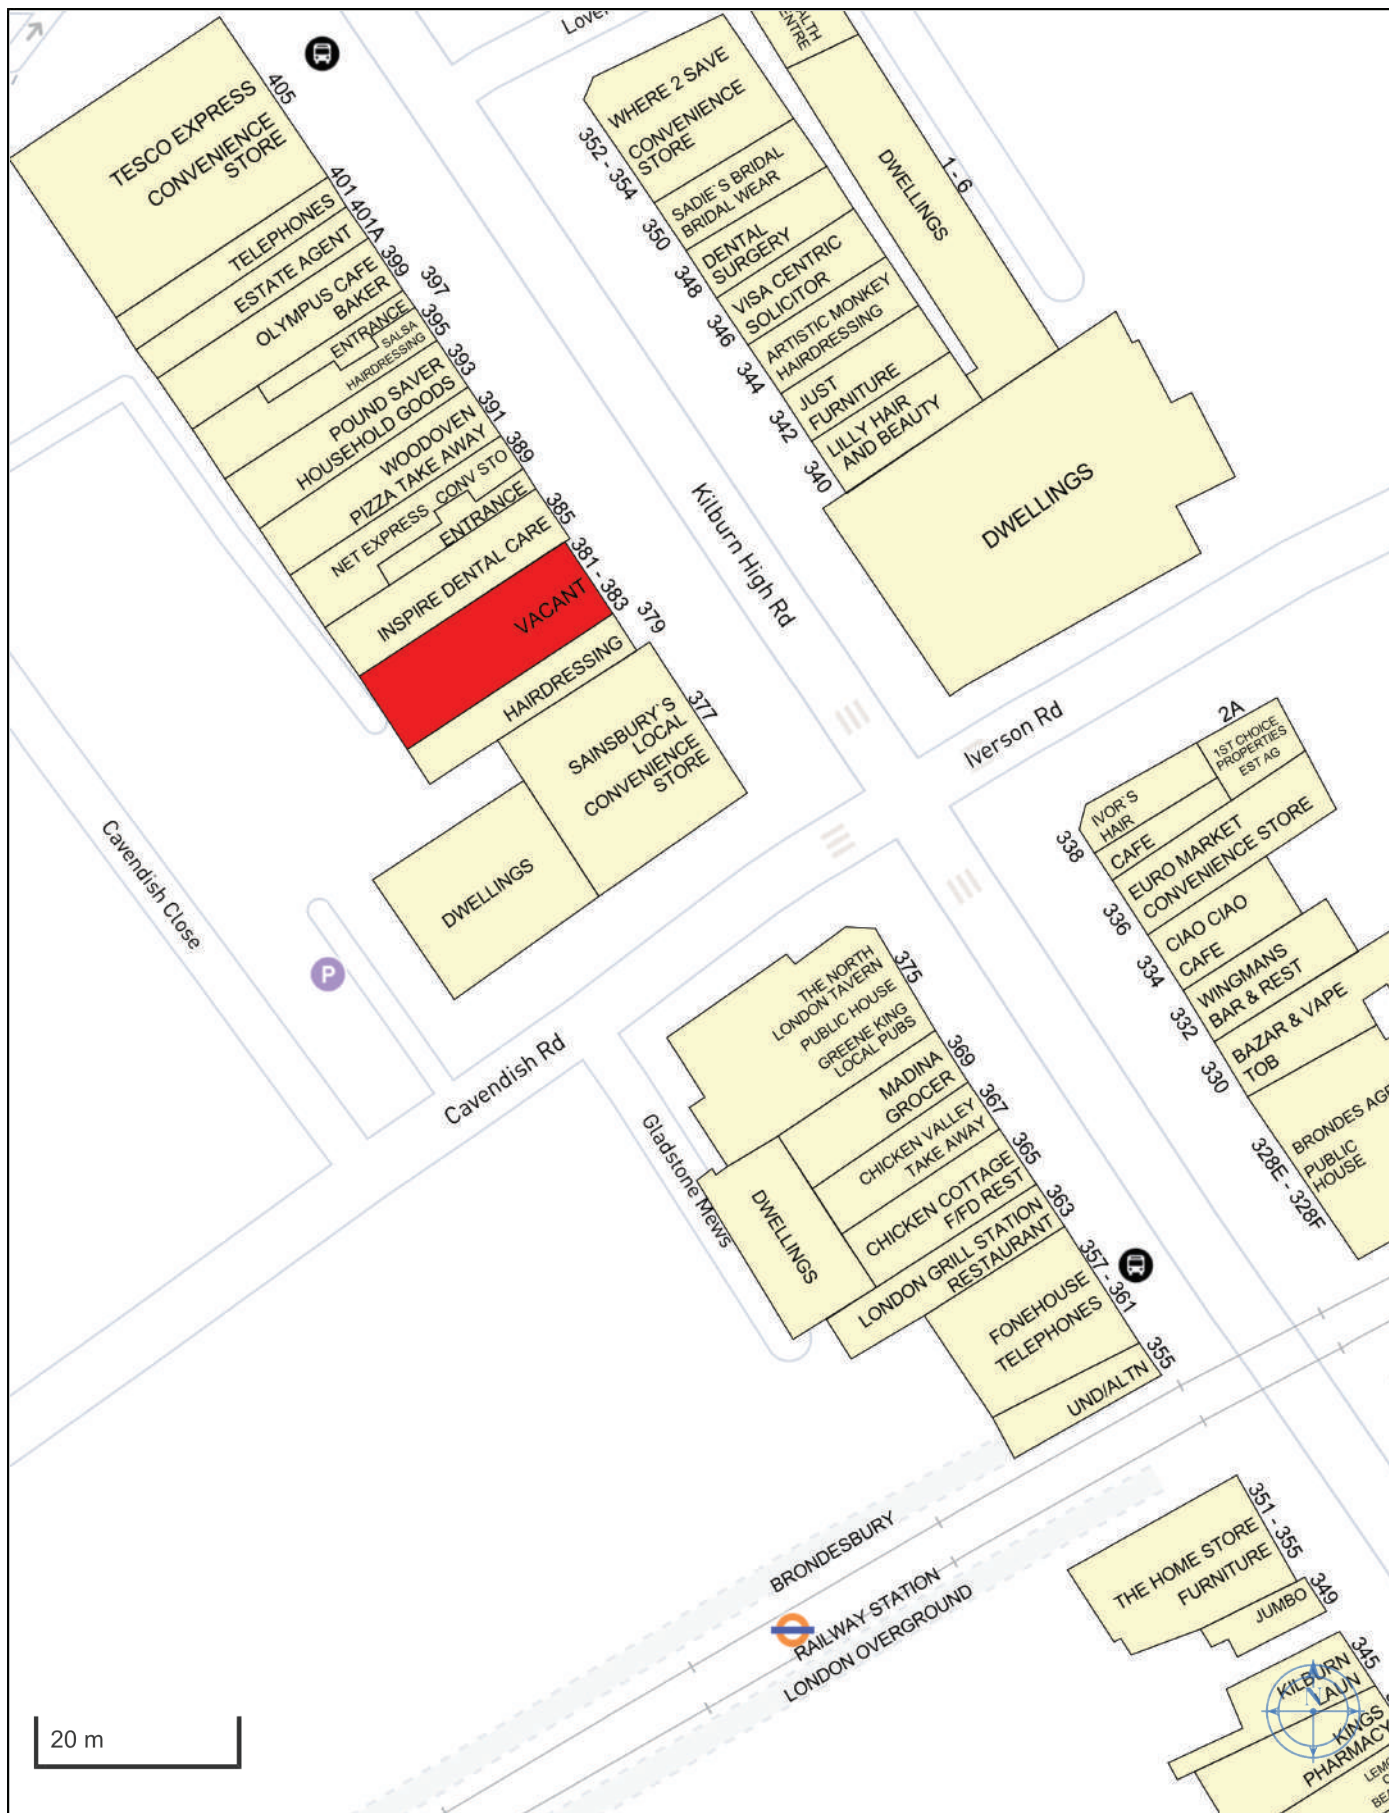 Lover
405
TESCO EXPRESS
CONVENIENCE
STORE
401
TELEPHONES
401A
ESTATE AGENT
399
OLYMPUS CAFE
BAKER
397
ENTRANCE
395
SALSA
HAIRDRESSING
393
POUND SAVER
HOUSEHOLD GOODS
391
WOODOVEN
PIZZA TAKE AWAY
389
NET EXPRESS CONV STO
ENTRANCE
385
INSPIRE DENTAL CARE
381 - 383
VACANT
379
HAIRDRESSING
377
SAINSBURY`S
LOCAL
CONVENIENCE
STORE
DWELLINGS
WHERE 2 SAVE
CONVENIENCE
STORE
352 - 354
SADIE`S BRIDAL
BRIDAL WEAR
350
DENTAL
SURGERY
348
VISA CENTRIC
SOLICITOR
346
ARTISTIC MONKEY
HAIRDRESSING
344
JUST
FURNITURE
342
LILLY HAIR
AND BEAUTY
340
ALTH
ENTRE
DWELLINGS
1 - 6
DWELLINGS
Kilburn High Rd
Iverson Rd
Cavendish Close
P
Cavendish Rd
Gladstone Mews
2A
1ST CHOICE
PROPERTIES
EST AG
IVOR`S
HAIR
338
CAFE
EURO MARKET
CONVENIENCE STORE
336
CIAO CIAO
CAFE
334
WINGMANS
BAR & REST
332
BAZAR & VAPE
TOB
330
BRONDES AGE
PUBLIC
HOUSE
328E - 328F
375
THE NORTH
LONDON TAVERN
PUBLIC HOUSE
GREENE KING
LOCAL PUBS
369
MADINA
GROCER
367
CHICKEN VALLEY
TAKE AWAY
365
CHICKEN COTTAGE
F/FD REST
363
LONDON GRILL STATION
RESTAURANT
DWELLINGS
357 - 361
FONEHOUSE
TELEPHONES
355
UND/ALTN
BRONDESBURY
RAILWAY STATION
LONDON OVERGROUND
351 - 355
THE HOME STORE
FURNITURE
349
JUMBO
345
KILBURN
LAUN
N
KINGS
PHARMACY
LEMO
BEA
20 m